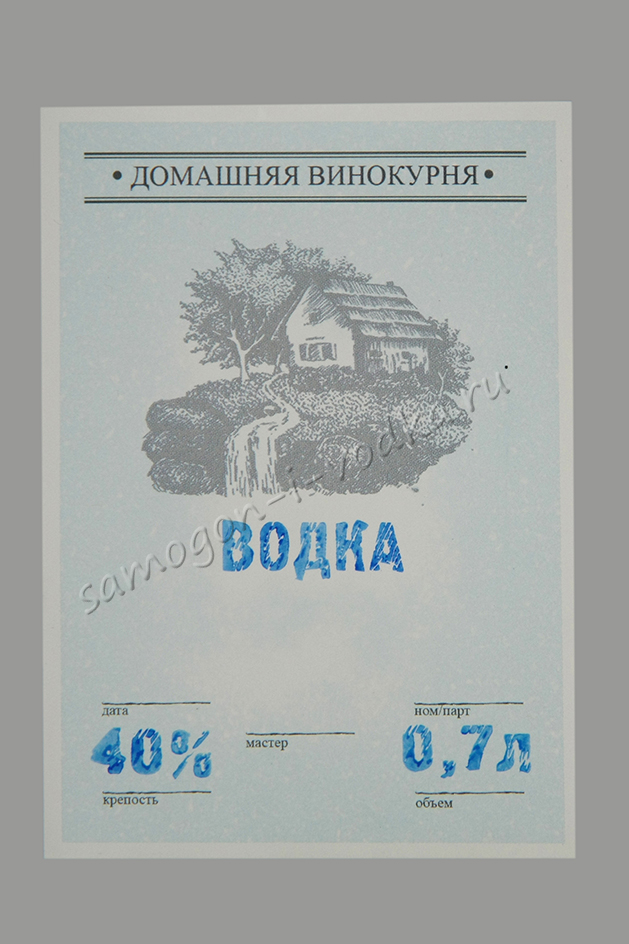 • ДОМАШНЯЯ ВИНОКУРНЯ •
samogon-i-vodka.ru
ВОДКА
дата
ном/парт
40%
0,7л
мастер
крепость
объем